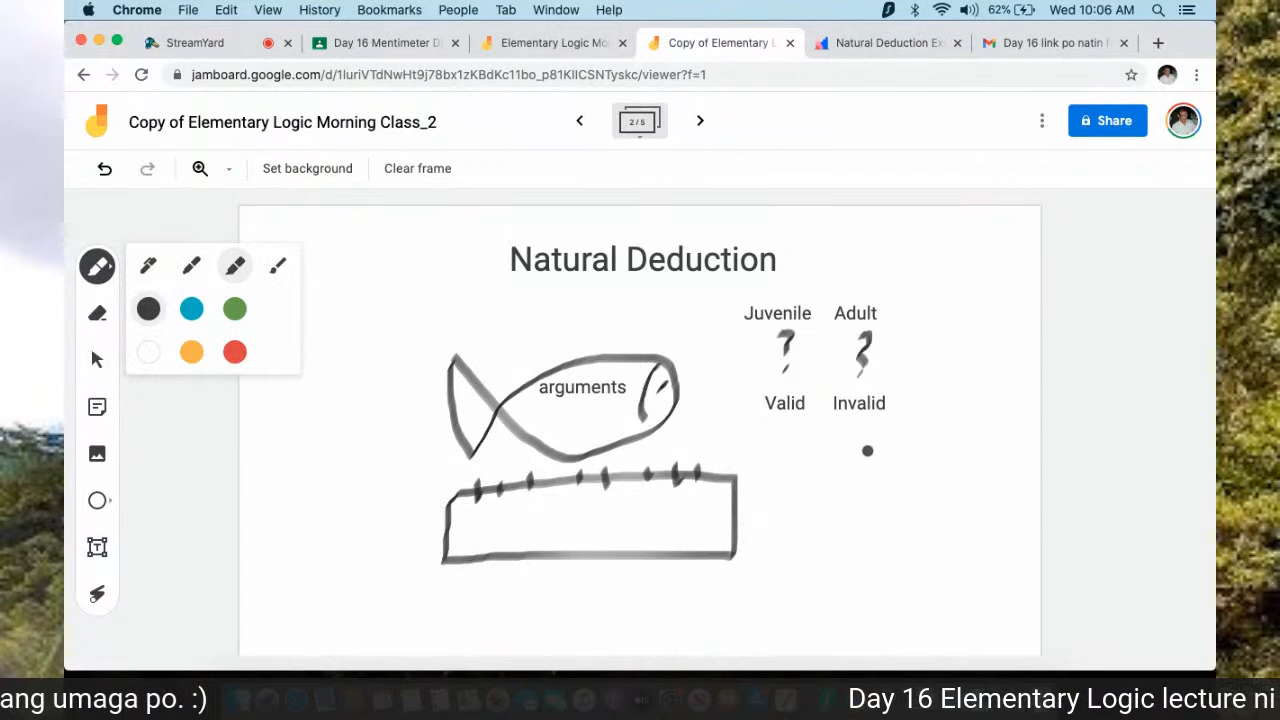 Chrome File Edit View History Bookmarks People Tab Window Help 62% Wed 10:06 AM
StreamYard Day 16 Mentimeter D Elementary Logic Mo Copy of Elementary L Natural Deduction Ex Day 16 link po natin
jamboard.google.com/d/1luriVTdNwHt9j78bx1zKBdKc11bo_p81KlICSNTyskc/viewer?f=1
Copy of Elementary Logic Morning Class_2 2/5 Share
Set background Clear frame
Natural Deduction
Juvenile Adult
? ?
arguments
Valid Invalid
ang umaga po. :) Day 16 Elementary Logic lecture ni